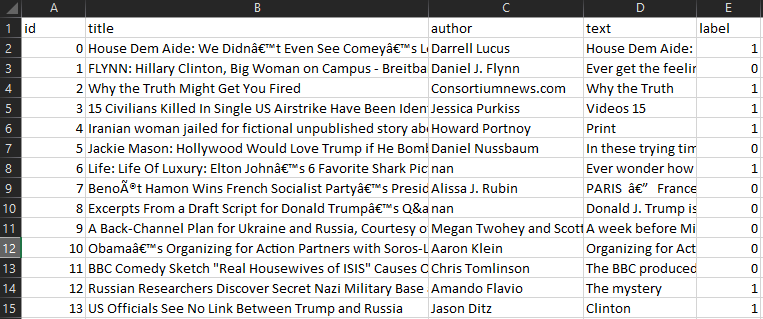 A B C D E
1 id title author text label
2 0 House Dem Aide: We Didnâ€™t Even See Comeyâ€™s Le Darrell Lucus House Dem Aide: 1
3 1 FLYNN: Hillary Clinton, Big Woman on Campus - Breitba Daniel J. Flynn Ever get the feelin 0
4 2 Why the Truth Might Get You Fired Consortiumnews.com Why the Truth 1
5 3 15 Civilians Killed In Single US Airstrike Have Been Iden Jessica Purkiss Videos 15 1
6 4 Iranian woman jailed for fictional unpublished story abo Howard Portnoy Print 1
7 5 Jackie Mason: Hollywood Would Love Trump if He Bomb Daniel Nussbaum In these trying tim 0
8 6 Life: Life Of Luxury: Elton Johnâ€™s 6 Favorite Shark Pic nan Ever wonder how 1
9 7 BenoÃ®t Hamon Wins French Socialist Partyâ€™s Presid Alissa J. Rubin PARIS â€” France 0
10 8 Excerpts From a Draft Script for Donald Trumpâ€™s Q&a nan Donald J. Trump is 0
11 9 A Back-Channel Plan for Ukraine and Russia, Courtesy o Megan Twohey and Scott A week before Mi 0
12 10 Obamaâ€™s Organizing for Action Partners with Soros-L Aaron Klein Organizing for Act 0
13 11 BBC Comedy Sketch "Real Housewives of ISIS" Causes O Chris Tomlinson The BBC produced 0
14 12 Russian Researchers Discover Secret Nazi Military Base Amando Flavio The mystery 1
15 13 US Officials See No Link Between Trump and Russia Jason Ditz Clinton 1